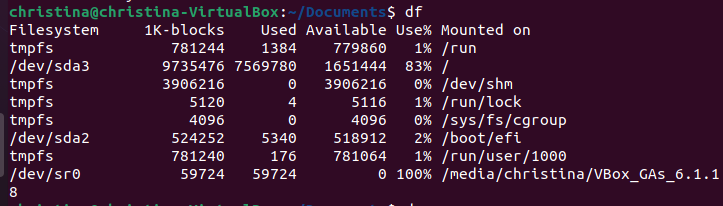 christina@christina-VirtualBox:~/Documents$ df
Filesystem     1K-blocks    Used Available Use% Mounted on
tmpfs             781244    1384    779860   1% /run
/dev/sda3        9735476 7569780   1651444  83% /
tmpfs            3906216       0   3906216   0% /dev/shm
tmpfs               5120       4      5116   1% /run/lock
tmpfs               4096       0      4096   0% /sys/fs/cgroup
/dev/sda2         524252    5340    518912   2% /boot/efi
tmpfs             781240     176    781064   1% /run/user/1000
/dev/sr0           59724   59724         0 100% /media/christina/VBox_GAs_6.1.1
8